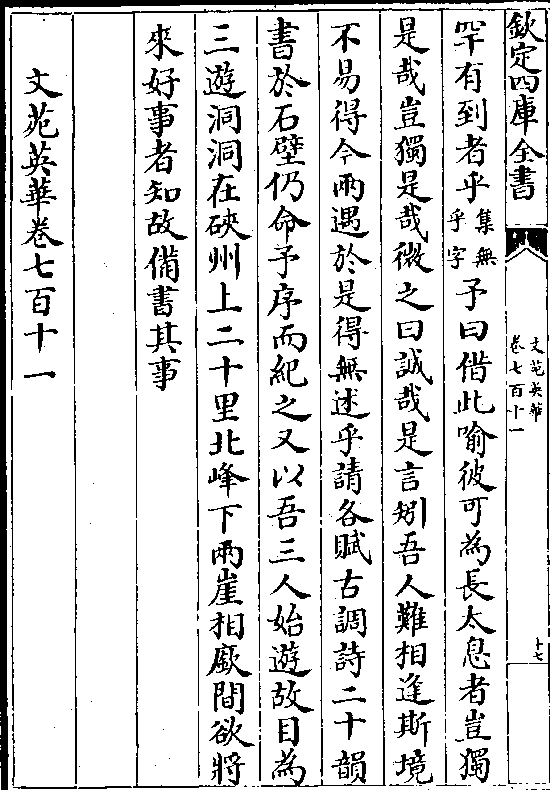 欽定四庫全書
文苑英華
卷七百十一
十七
罕有到者乎集無乎字予曰借此喻彼可為長太息者豈獨
是哉豈獨是哉微之曰誠哉是言矧吾人難相逢斯境
不易得今兩遇於是得無述乎請各賦古調詩二十韻
書於石壁仍命予序而紀之又以吾三人始遊故目為
三遊洞洞在硤州上二十里北峰下兩崖相廞間欲將
來好事者知故備書其事
文苑英華卷七百十一